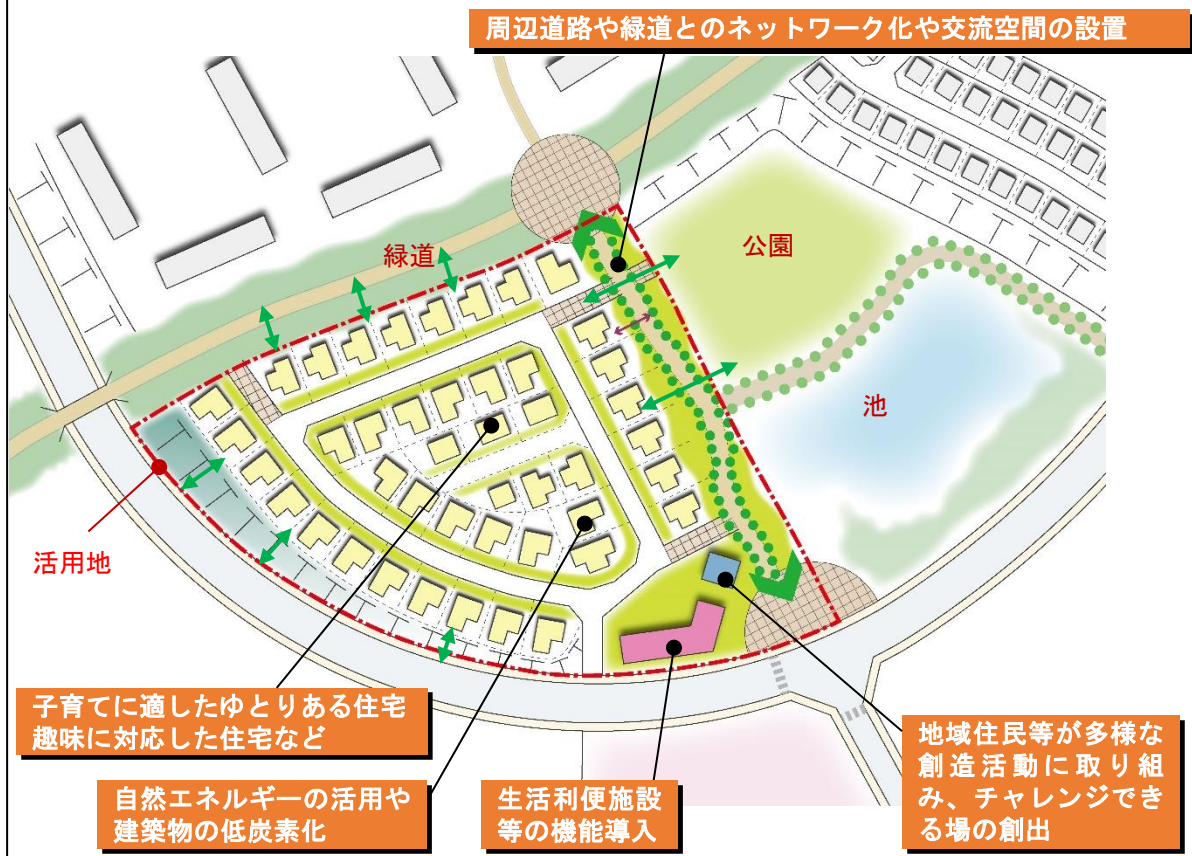 周辺道路や緑道とのネットワーク化や交流空間の設置
緑道
公園
池
活用地
子育てに適したゆとりある住宅
趣味に対応した住宅など
自然エネルギーの活用や
建築物の低炭素化
生活利便施設
等の機能導入
地域住民等が多様な
創造活動に取り組
み、チャレンジでき
る場の創出